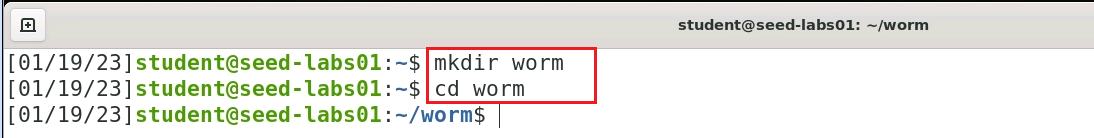 student@seed-labs01: ~/worm
[01/19/23]student@seed-labs01:~$ mkdir worm
[01/19/23]student@seed-labs01:~$ cd worm
[01/19/23]student@seed-labs01:~/worm$